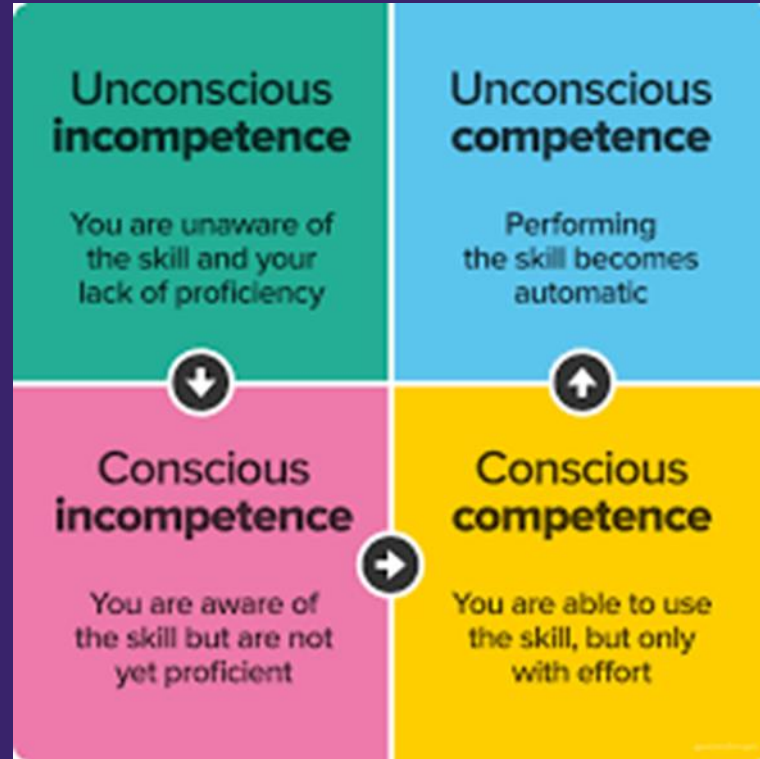 Unconscious
incompetence
You are unaware of
the skill and your
lack of proficiency
Unconscious
competence
Performing
the skill becomes
automatic
Conscious
incompetence
You are aware of
the skill but are not
yet proficient
Conscious
competence
You are able to use
the skill, but only
with effort